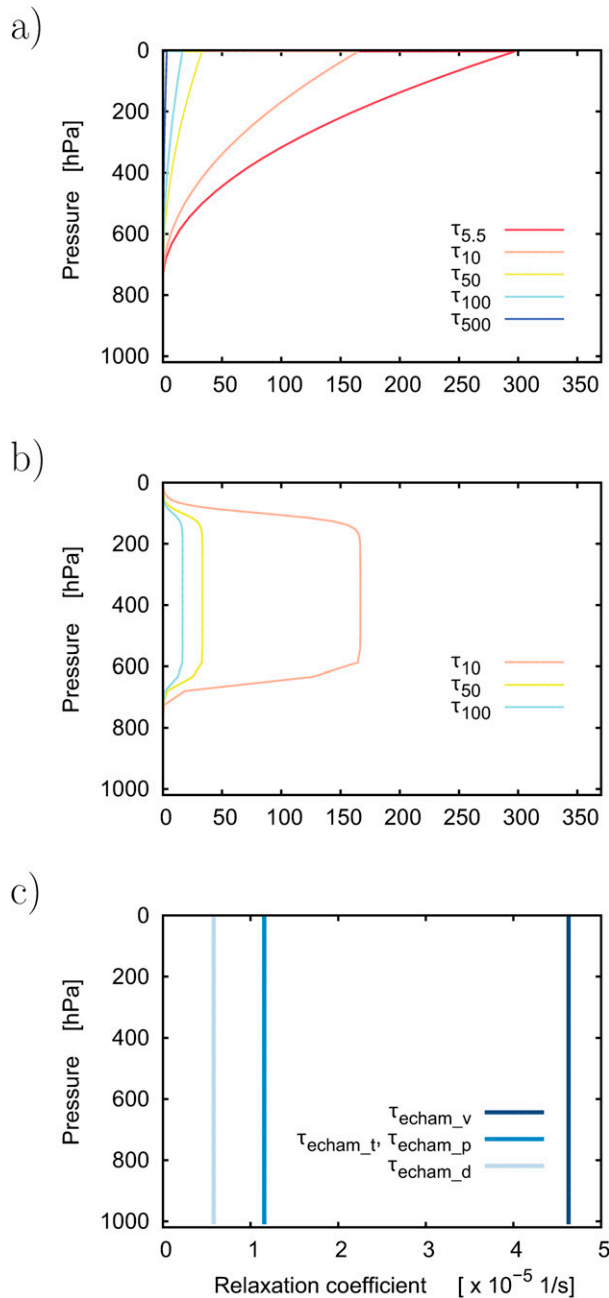 a)
0
200
400
600
800
1000
Pressure [hPa]
τ5.5
τ10
τ50
τ100
τ500
0 50 100 150 200 250 300 350
b)
0
200
400
600
800
1000
Pressure [hPa]
τ10
τ50
τ100
0 50 100 150 200 250 300 350
c)
0
200
400
600
800
1000
Pressure [hPa]
τecham_v
τecham_t, τecham_p
τecham_d
0 1 2 3 4 5
Relaxation coefficient [ x 10⁻⁵ 1/s]